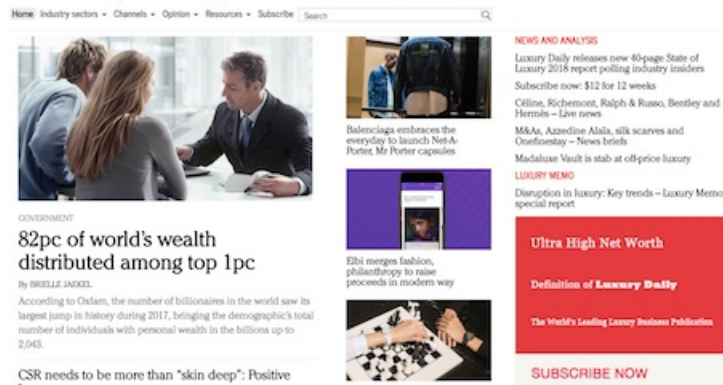 Home Industry sectors Channels Opinion Resources Subscribe Search
GOVERNMENT
82pc of world's wealth
distributed among top 1pc
By BRIELLE JAEKEL
According to Oxfam, the number of billionaires in the world saw its
largest jump in history during 2017, bringing the demographic's total
number of individuals with personal wealth in the billions up to
2,043.
CSR needs to be more than "skin deep": Positive
Balenciaga embraces the
everyday to launch Net-A-
Porter, Mr Porter capsules
Elbi merges fashion,
philanthropy to raise
proceeds in modern way
NEWS AND ANALYSIS
Luxury Daily releases new 40-page State of
Luxury 2018 report polling industry insiders
Subscribe now: $12 for 12 weeks
Céline, Richemont, Ralph & Russo, Bentley and
Hermès – Live news
M&As, Azzedine Alaïa, silk scarves and
Onefinestay – News briefs
Madaluxe Vault is stab at off-price luxury
LUXURY MEMO
Disruption in luxury: Key trends – Luxury Memo
special report
Ultra High Net Worth
Definition of Luxury Daily
The World's Leading Luxury Business Publication
SUBSCRIBE NOW